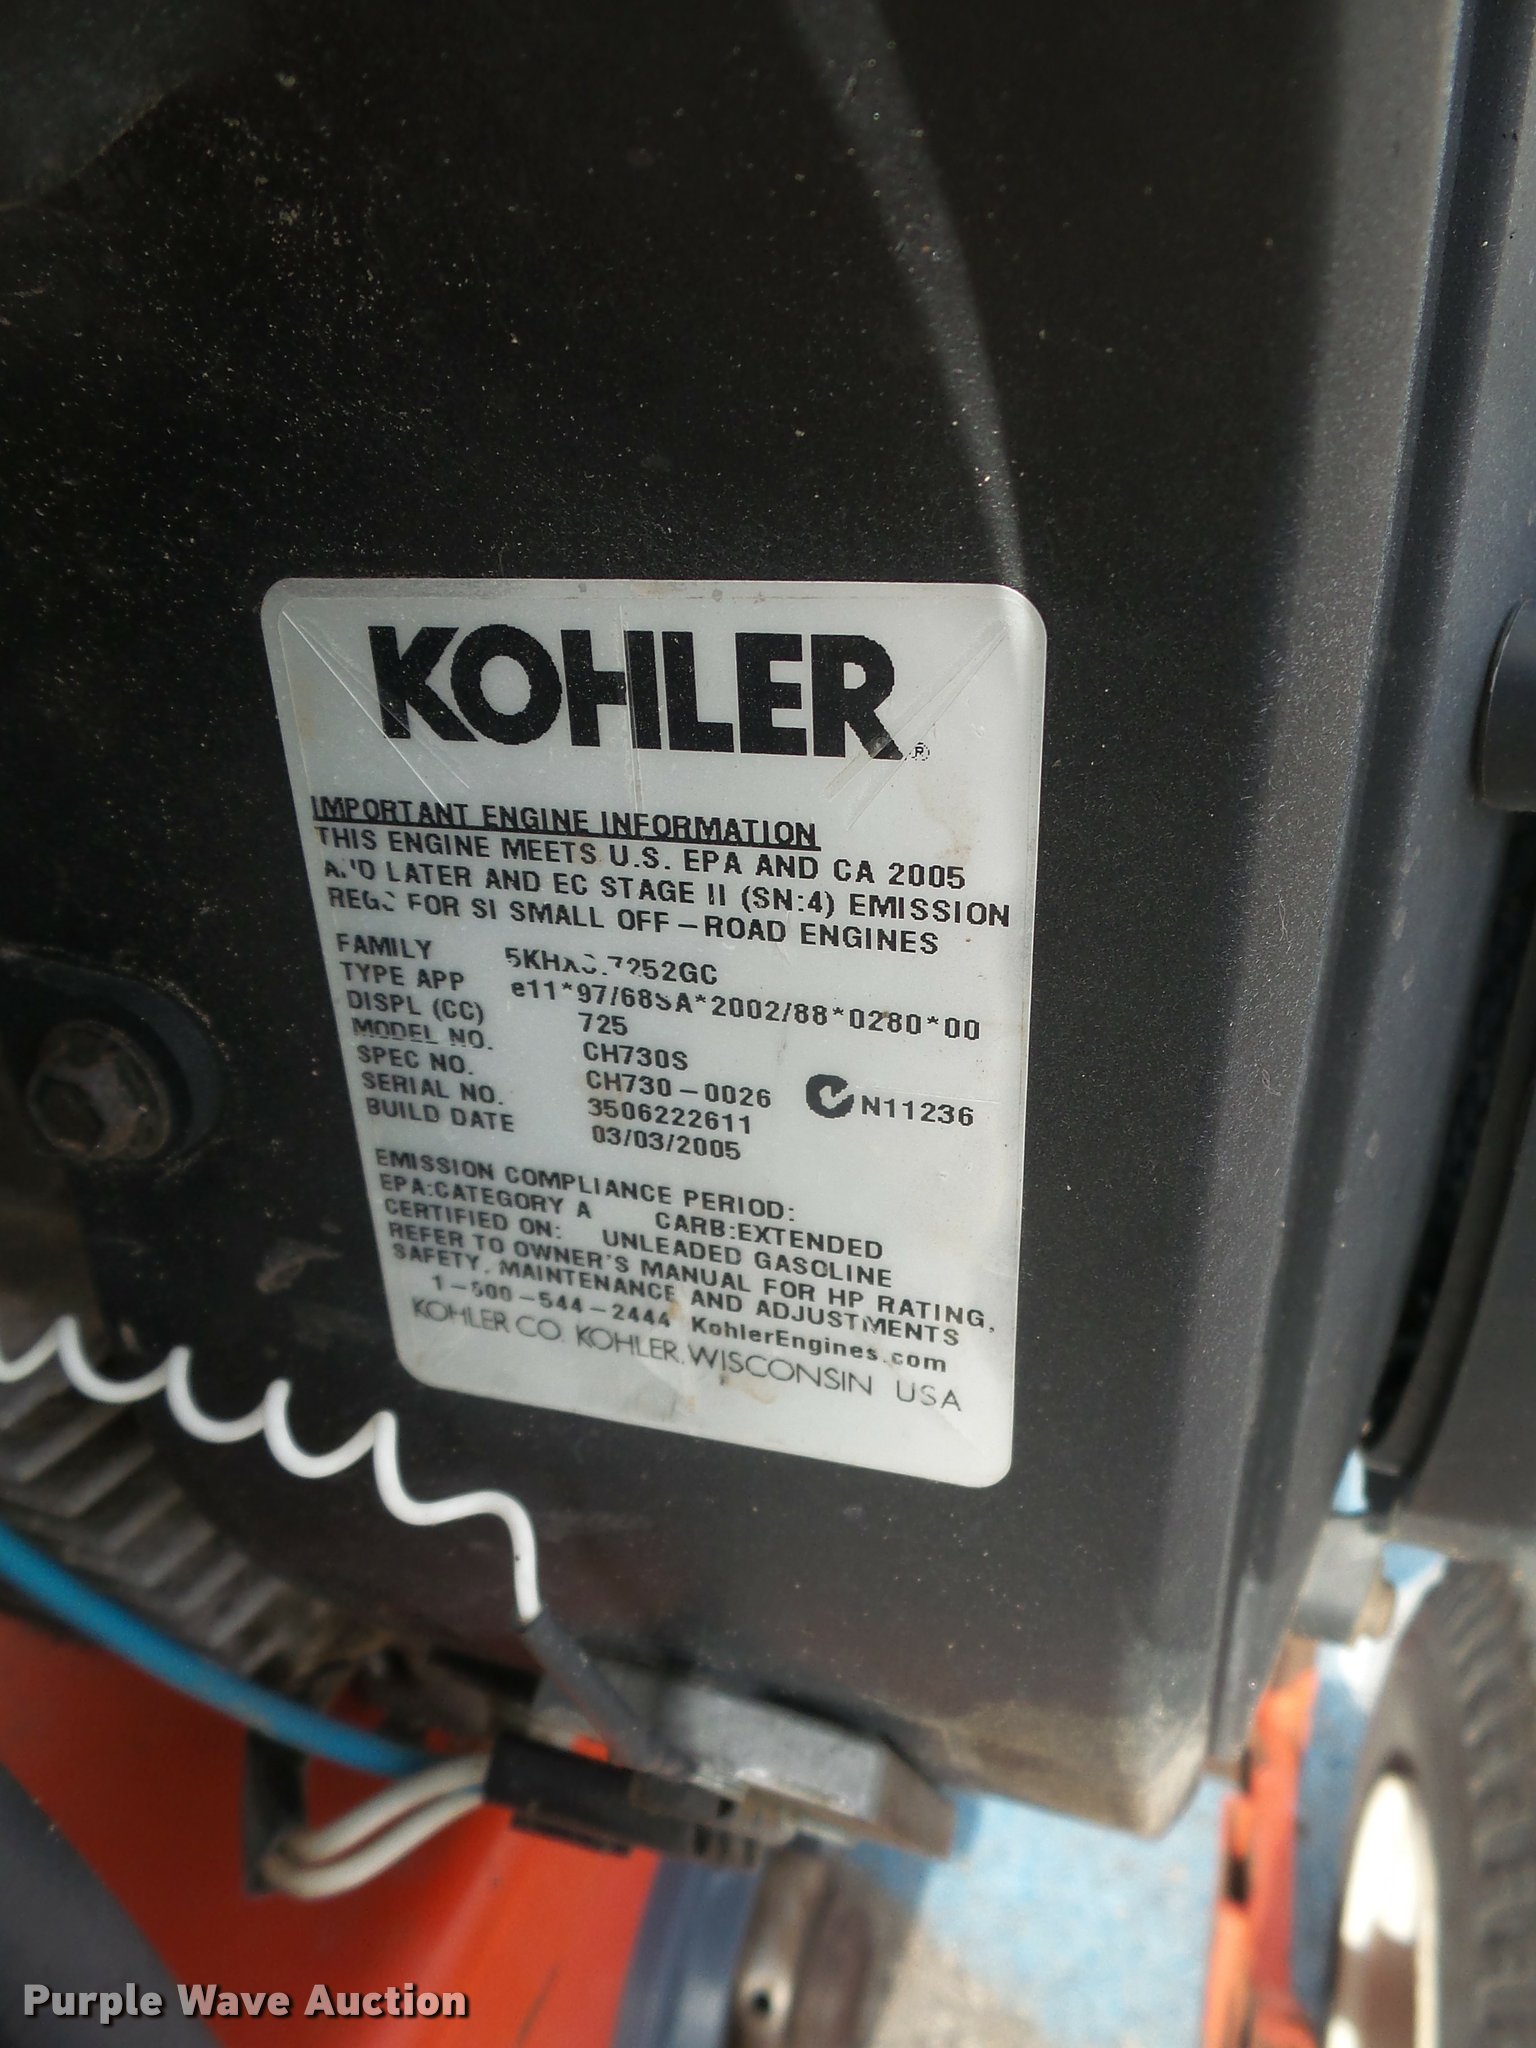 KOHLER®
IMPORTANT ENGINE INFORMATION
THIS ENGINE MEETS U.S. EPA AND CA 2005
AND LATER AND EC STAGE II (SN:4) EMISSION
REGS FOR SI SMALL OFF-ROAD ENGINES
FAMILY
TYPE APP e11*97/68SA*2002/88*0280*00
DISPL (CC) 725
MODEL NO. CH730S
SPEC NO. CH730-0026 N11236
SERIAL NO. 3506222611
BUILD DATE 03/03/2005
EMISSION COMPLIANCE PERIOD:
EPA:CATEGORY A CARB:EXTENDED
CERTIFIED ON: UNLEADED GASOLINE
REFER TO OWNER'S MANUAL FOR HP RATING,
SAFETY, MAINTENANCE AND ADJUSTMENTS
1-800-544-2444 KohlerEngines.com
KOHLER CO. KOHLER, WISCONSIN USA
Purple Wave Auction